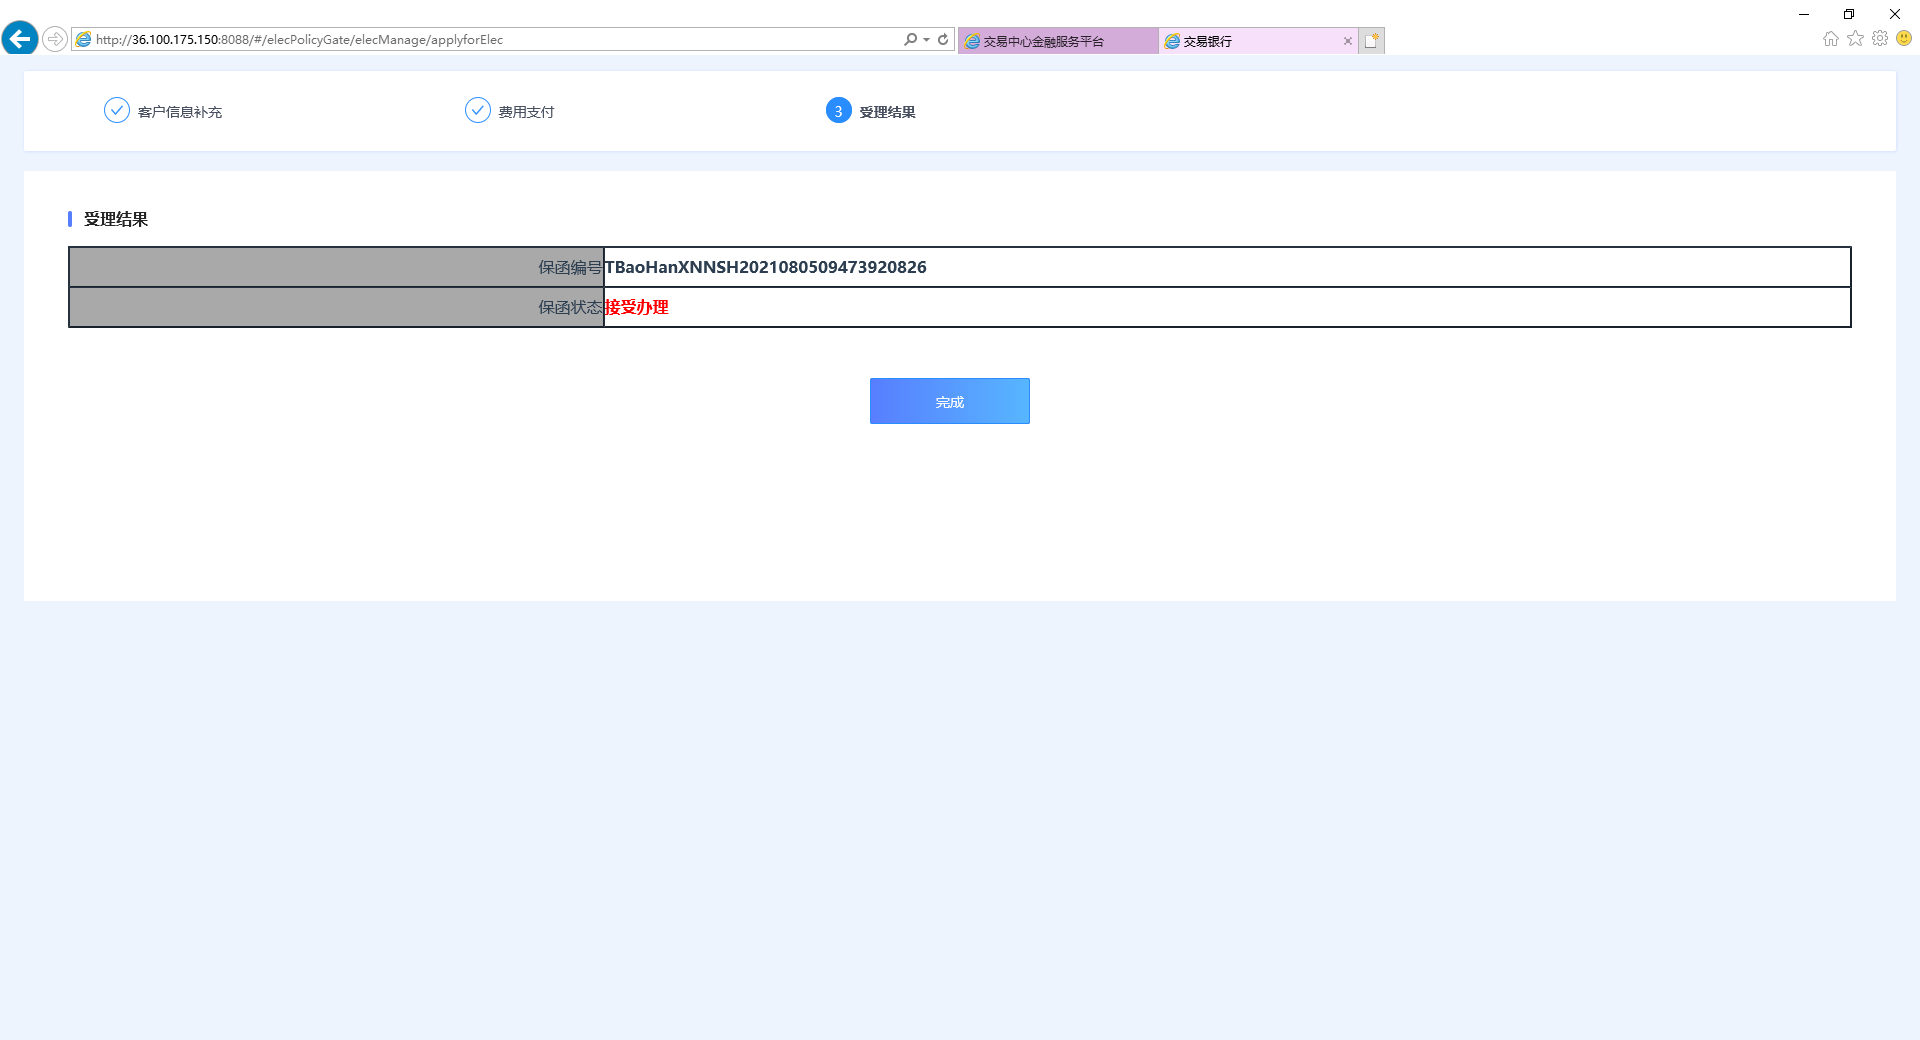 http://36.100.175.150:8088/#/elecPolicyGate/elecManage/applyforElec
交易中心金融服务平台
交易银行
客户信息补充
费用支付
3 受理结果
受理结果
保函编号 TBaoHanXNNSH2021080509473920826
保函状态 接受办理
完成